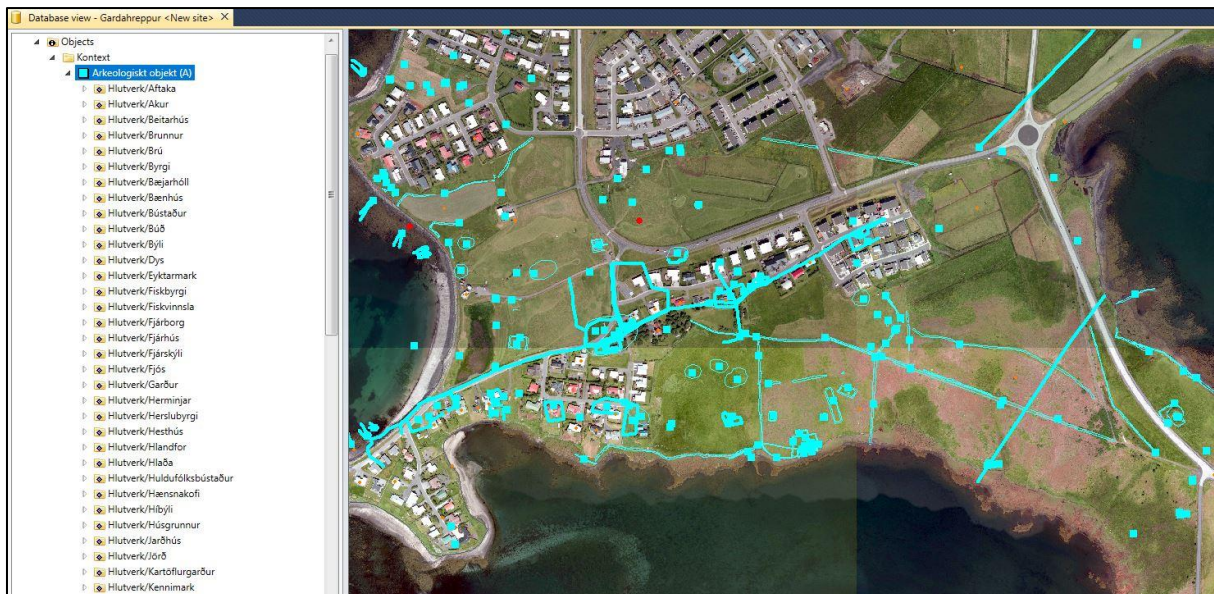 Database view - Gardahreppur <New site> X
Objects
Kontext
Arkeologiskt objekt (A)
Hlutverk/Aftaka
Hlutverk/Akur
Hlutverk/Beitarhús
Hlutverk/Brunnur
Hlutverk/Brú
Hlutverk/Byrgi
Hlutverk/Bæjarhóll
Hlutverk/Bænhús
Hlutverk/Bústaður
Hlutverk/Búð
Hlutverk/Býli
Hlutverk/Dys
Hlutverk/Eyktarmark
Hlutverk/Fiskbyrgi
Hlutverk/Fiskvinnsla
Hlutverk/Fjárborg
Hlutverk/Fjárhús
Hlutverk/Fjárskýli
Hlutverk/Fjós
Hlutverk/Garður
Hlutverk/Herminjar
Hlutverk/Herslubyrgi
Hlutverk/Hesthús
Hlutverk/Hlandfor
Hlutverk/Hlaða
Hlutverk/Huldufólksbústaður
Hlutverk/Hænsnakofi
Hlutverk/Híbýli
Hlutverk/Húsgrunnur
Hlutverk/Jarðhús
Hlutverk/Jörð
Hlutverk/Kartöflurgarður
Hlutverk/Kennimark